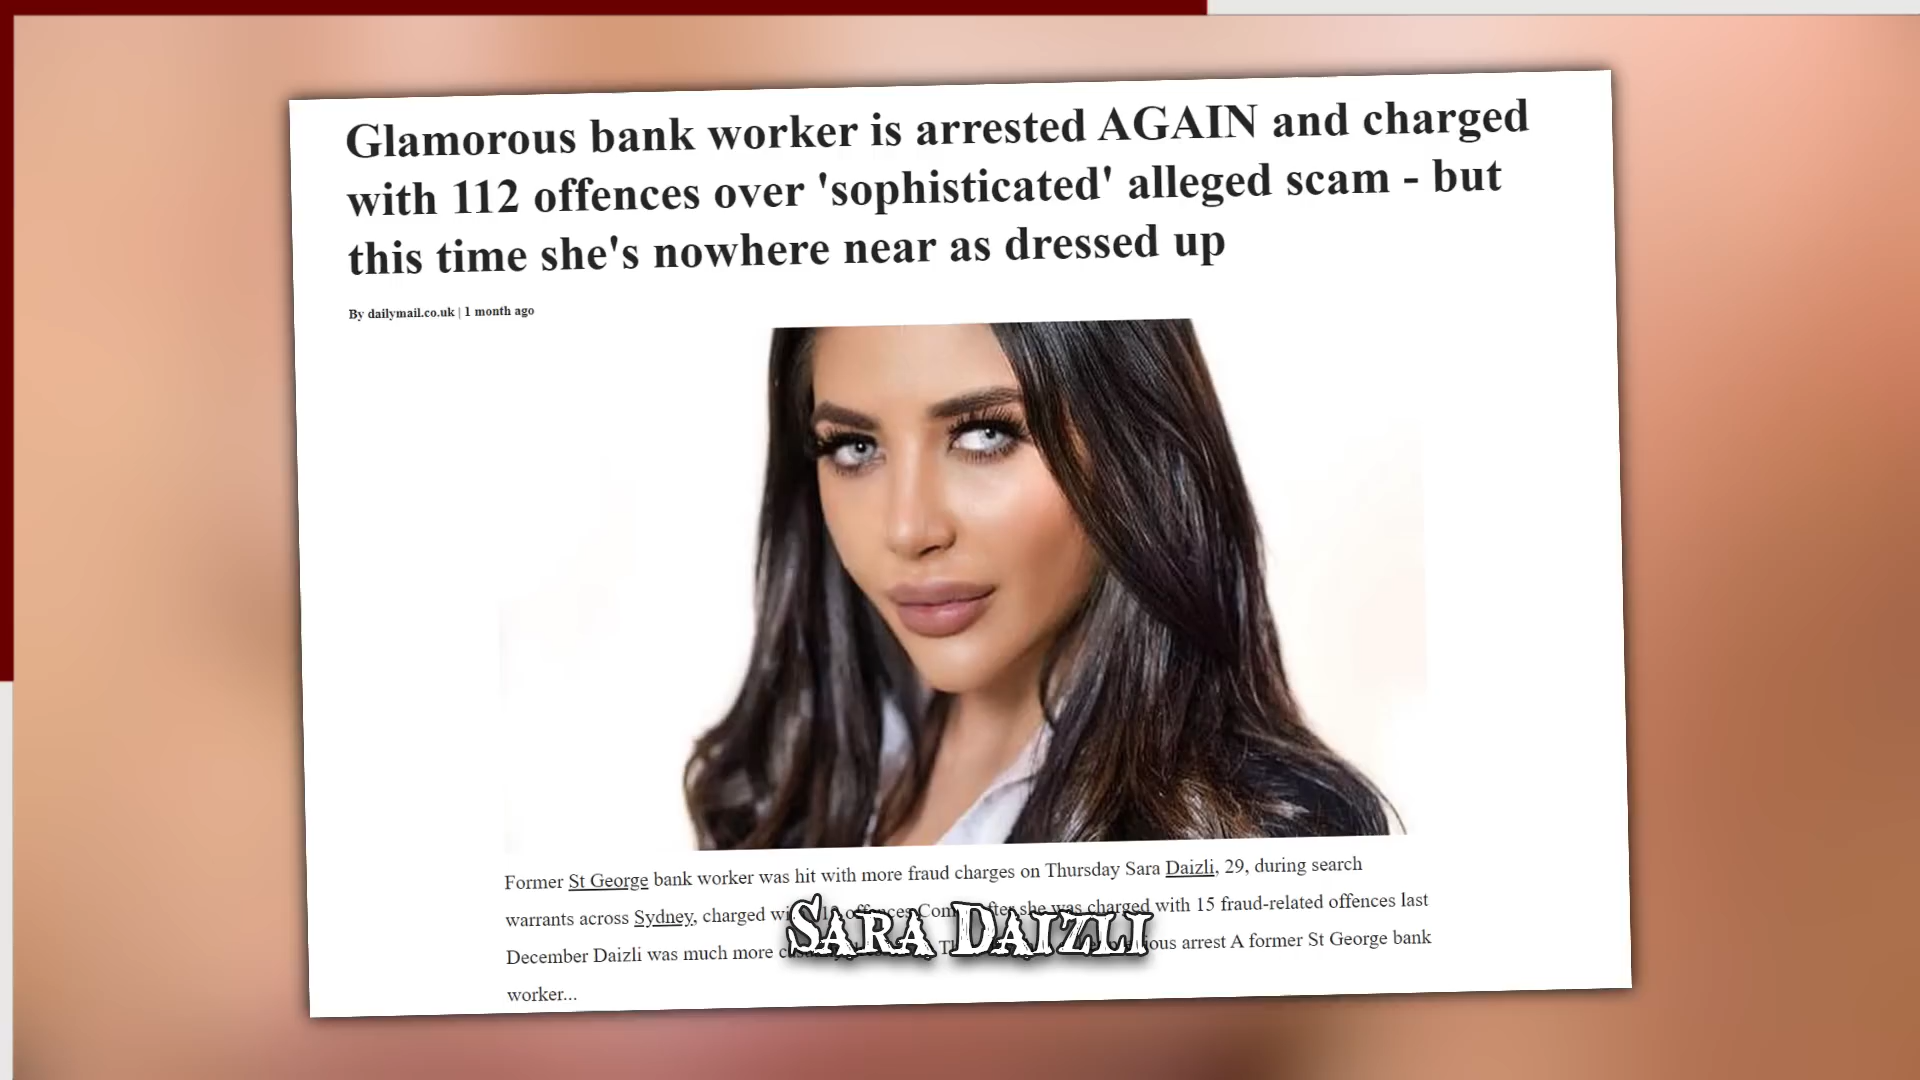 Glamorous bank worker is arrested AGAIN and charged
with 112 offences over 'sophisticated' alleged scam - but
this time she's nowhere near as dressed up
By dailymail.co.uk | 1 month ago
Former St George bank worker was hit with more fraud charges on Thursday Sara Daizli, 29, during search
warrants across Sydney, charged she was charged with 15 fraud-related offences last
Sara Daizli
December Daizli was much more arrest A former St George bank
worker...